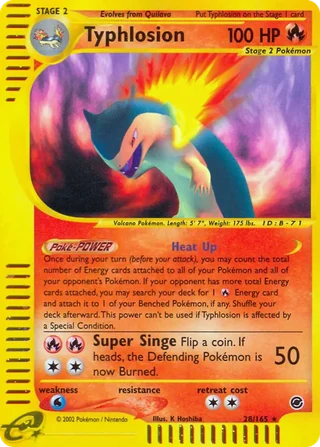 STAGE 2 Evolves from Quilava Put Typhlosion on the Stage 1 card
Typhlosion 100 HP
Stage 2 Pokémon
Volcano Pokémon. Length: 5' 7", Weight: 175 lbs. ID: B - 71
Poké-POWER Heat Up
Once during your turn (before your attack), you may count the total
number of Energy cards attached to all of your Pokémon and all of
your opponent's Pokémon. If your opponent has more total Energy
cards attached, you may search your deck for 1 Energy card
and attach it to 1 of your Benched Pokémon, if any. Shuffle your
deck afterward. This power can't be used if Typhlosion is affected by
a Special Condition.
Super Singe Flip a coin. If
heads, the Defending Pokémon is
now Burned.
50
weakness resistance retreat cost
e
©2002 Pokémon / Nintendo Illus. K Hoshiba 28/165 ★